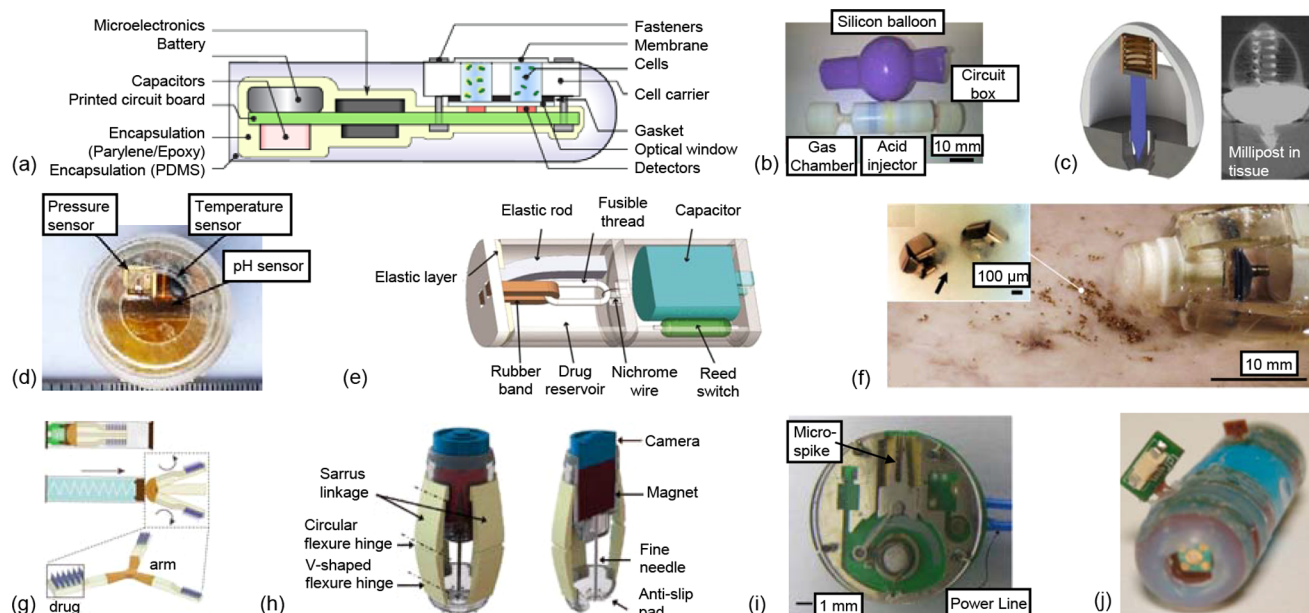 Microelectronics
Battery
Capacitors
Printed circuit board
Encapsulation
(Parylene/Epoxy)
Encapsulation (PDMS)
Fasteners
Membrane
Cells
Cell carrier
Gasket
Optical window
Detectors
(a)
Silicon balloon
Circuit
box
Gas
Chamber
Acid
injector
10 mm
(b)
Millipost in
tissue
(c)
Pressure
sensor
Temperature
sensor
pH sensor
(d)
Elastic rod
Fusible
thread
Capacitor
Elastic layer
Rubber
band
Drug
reservoir
Nichrome
wire
Reed
switch
(e)
100 µm
10 mm
(f)
arm
drug
(g)
Sarrus
linkage
Circular
flexure hinge
V-shaped
flexure hinge
Camera
Magnet
Fine
needle
Anti-slip
pad
(h)
Micro-
spike
1 mm
Power Line
(i)
(j)